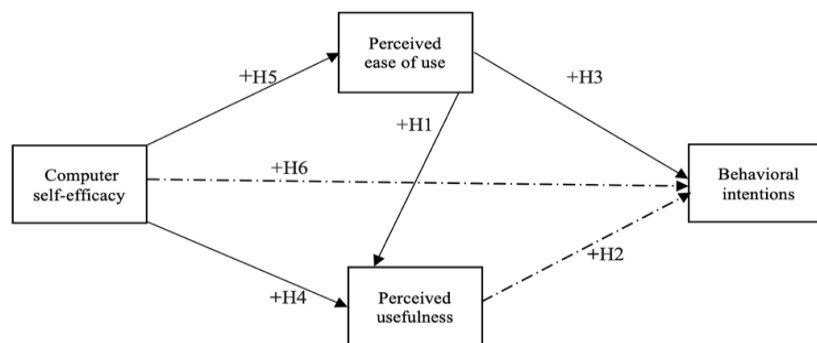 Perceived
ease of use
+H5
+H3
+H1
Computer
self-efficacy
+H6
Behavioral
intentions
+H2
+H4
Perceived
usefulness